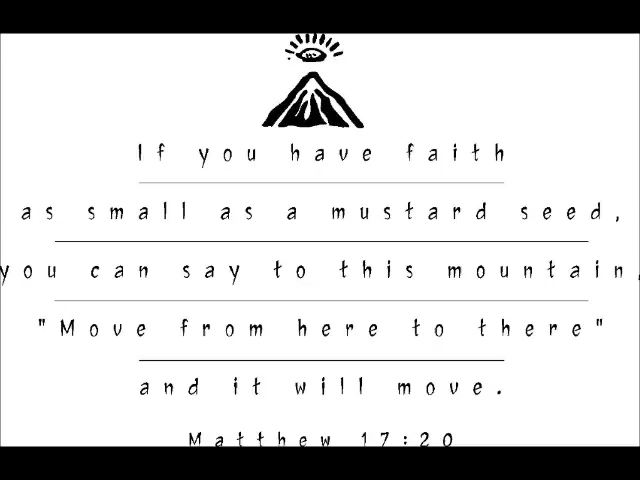 If you have faith
as small as a mustard seed,
you can say to this mountain,
"Move from here to there"
and it will move.
Matthew 17:20